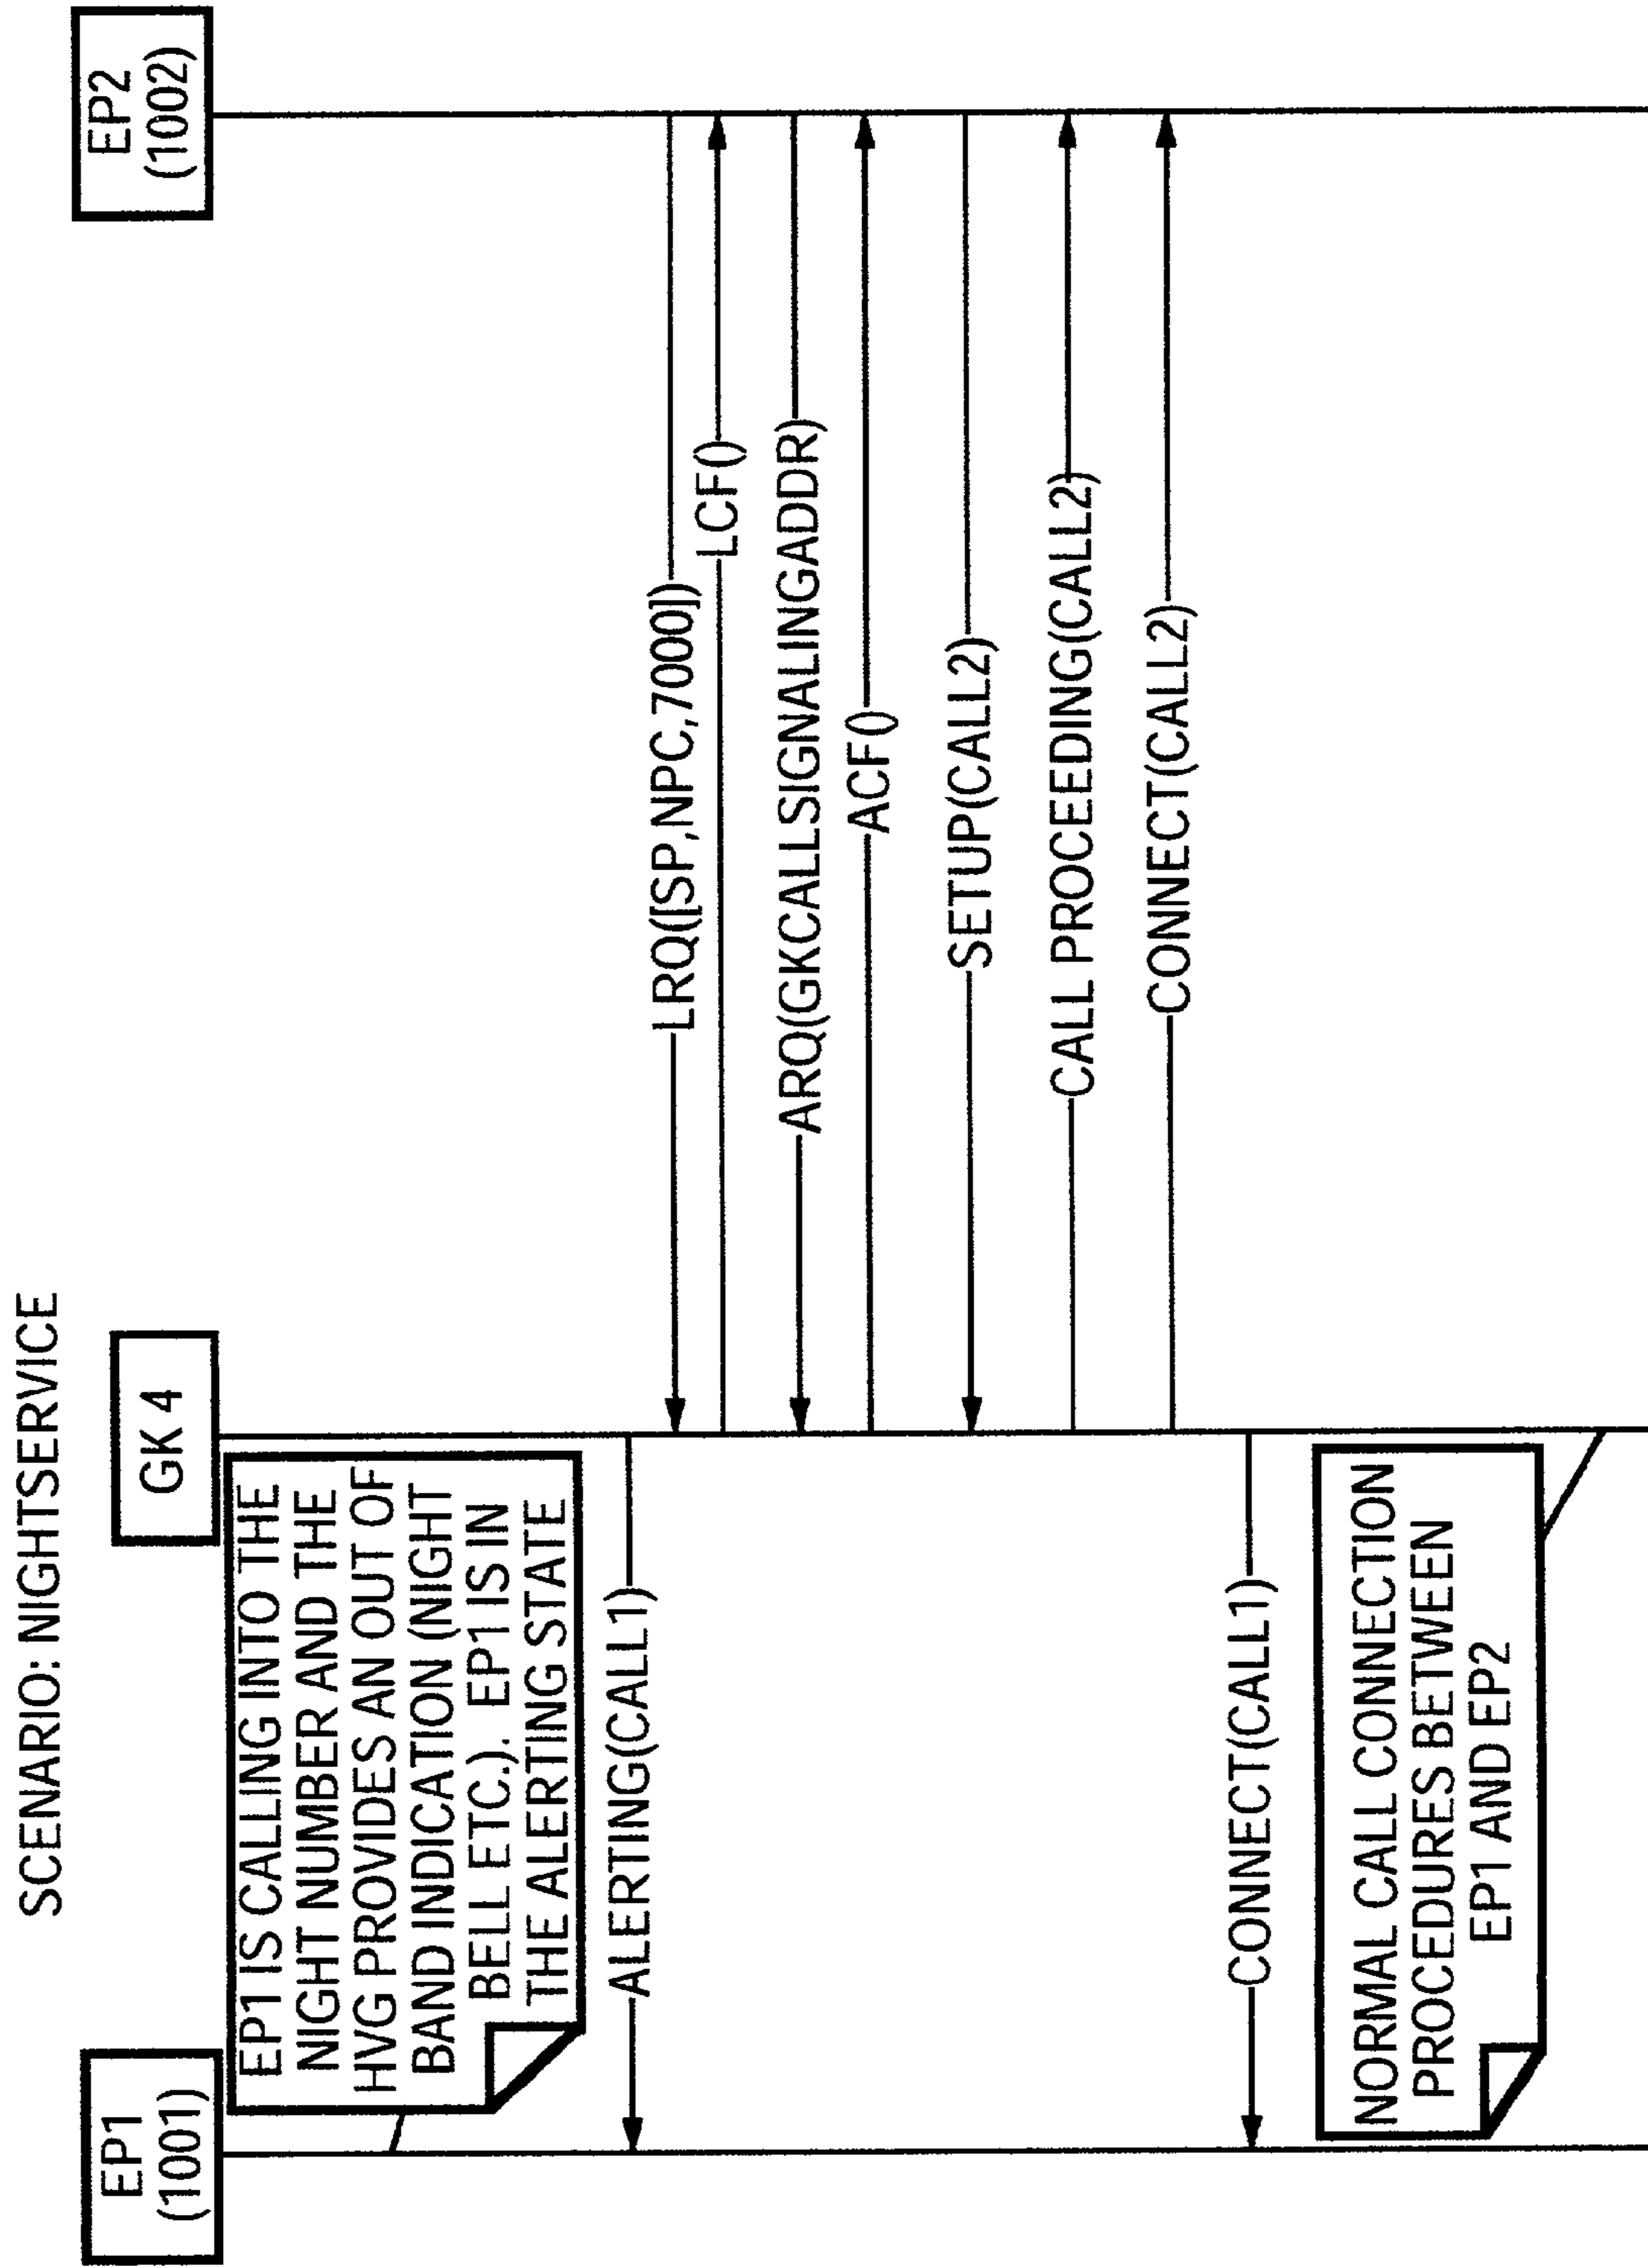 SCENARIO: NIGHTSERVICE
EP1
(1001)
GK 4
EP2
(1002)
EP1 IS CALLING INTO THE
NIGHT NUMBER AND THE
HVG PROVIDES AN OUT OF
BAND INDICATION (NIGHT
BELL ETC.). EP1 IS IN
THE ALERTING STATE
ALERTING(CALL1)
LRQ([SP,NPC,7000])
LCF()
ARQ(GKCALLSIGNALINGADDR)
ACF()
SETUP(CALL2)
CALL PROCEEDING(CALL2)
CONNECT(CALL2)
CONNECT(CALL1)
NORMAL CALL CONNECTION
PROCEDURES BETWEEN
EP1 AND EP2